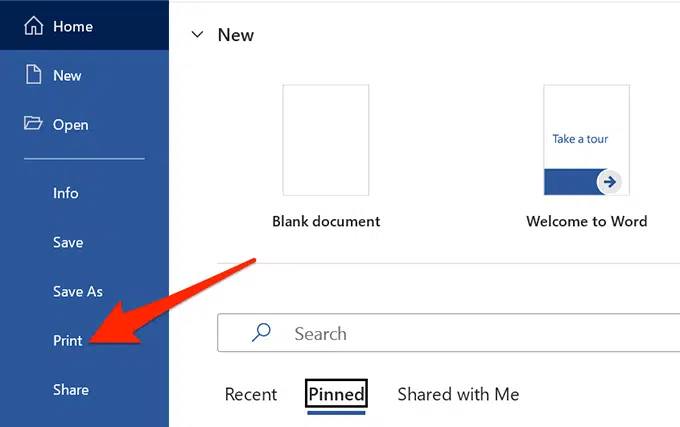 Home
New
Open
Info
Save
Save As
Print
Share
New
Take a tour
Blank document
Welcome to Word
Search
Recent
Pinned
Shared with Me